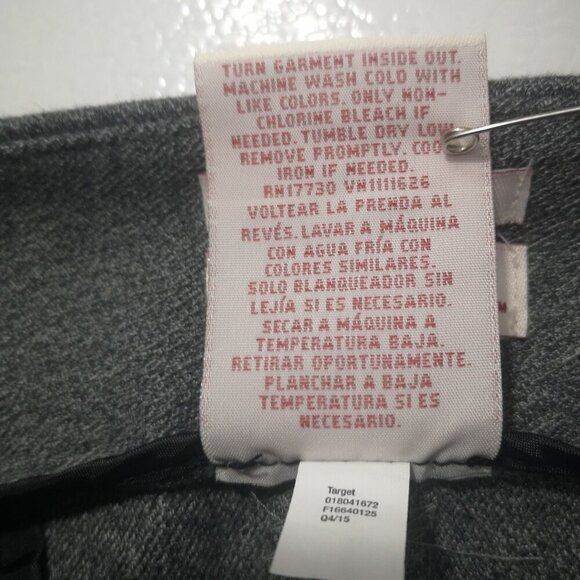 TURN GARMENT INSIDE OUT.
MACHINE WASH COLD WITH
LIKE COLORS. ONLY NON-
CHLORINE BLEACH IF
NEEDED. TUMBLE DRY LOW
REMOVE PROMPTLY. COO
IRON IF NEEDED.
RN17730 VN1111626
VOLTEAR LA PRENDA AL
REVÉS. LAVAR A MÁQUINA
CON AGUA FRÍA CON
COLORES SIMILARES.
SOLO BLANQUEADOR SIN
LEJÍA SI ES NECESARIO.
SECAR A MÁQUINA A
TEMPERATURA BAJA.
RETIRAR OPORTUNAMENTE.
PLANCHAR A BAJA
TEMPERATURA SI ES
NECESARIO.
Target
018041672
F16640125
Q4/15